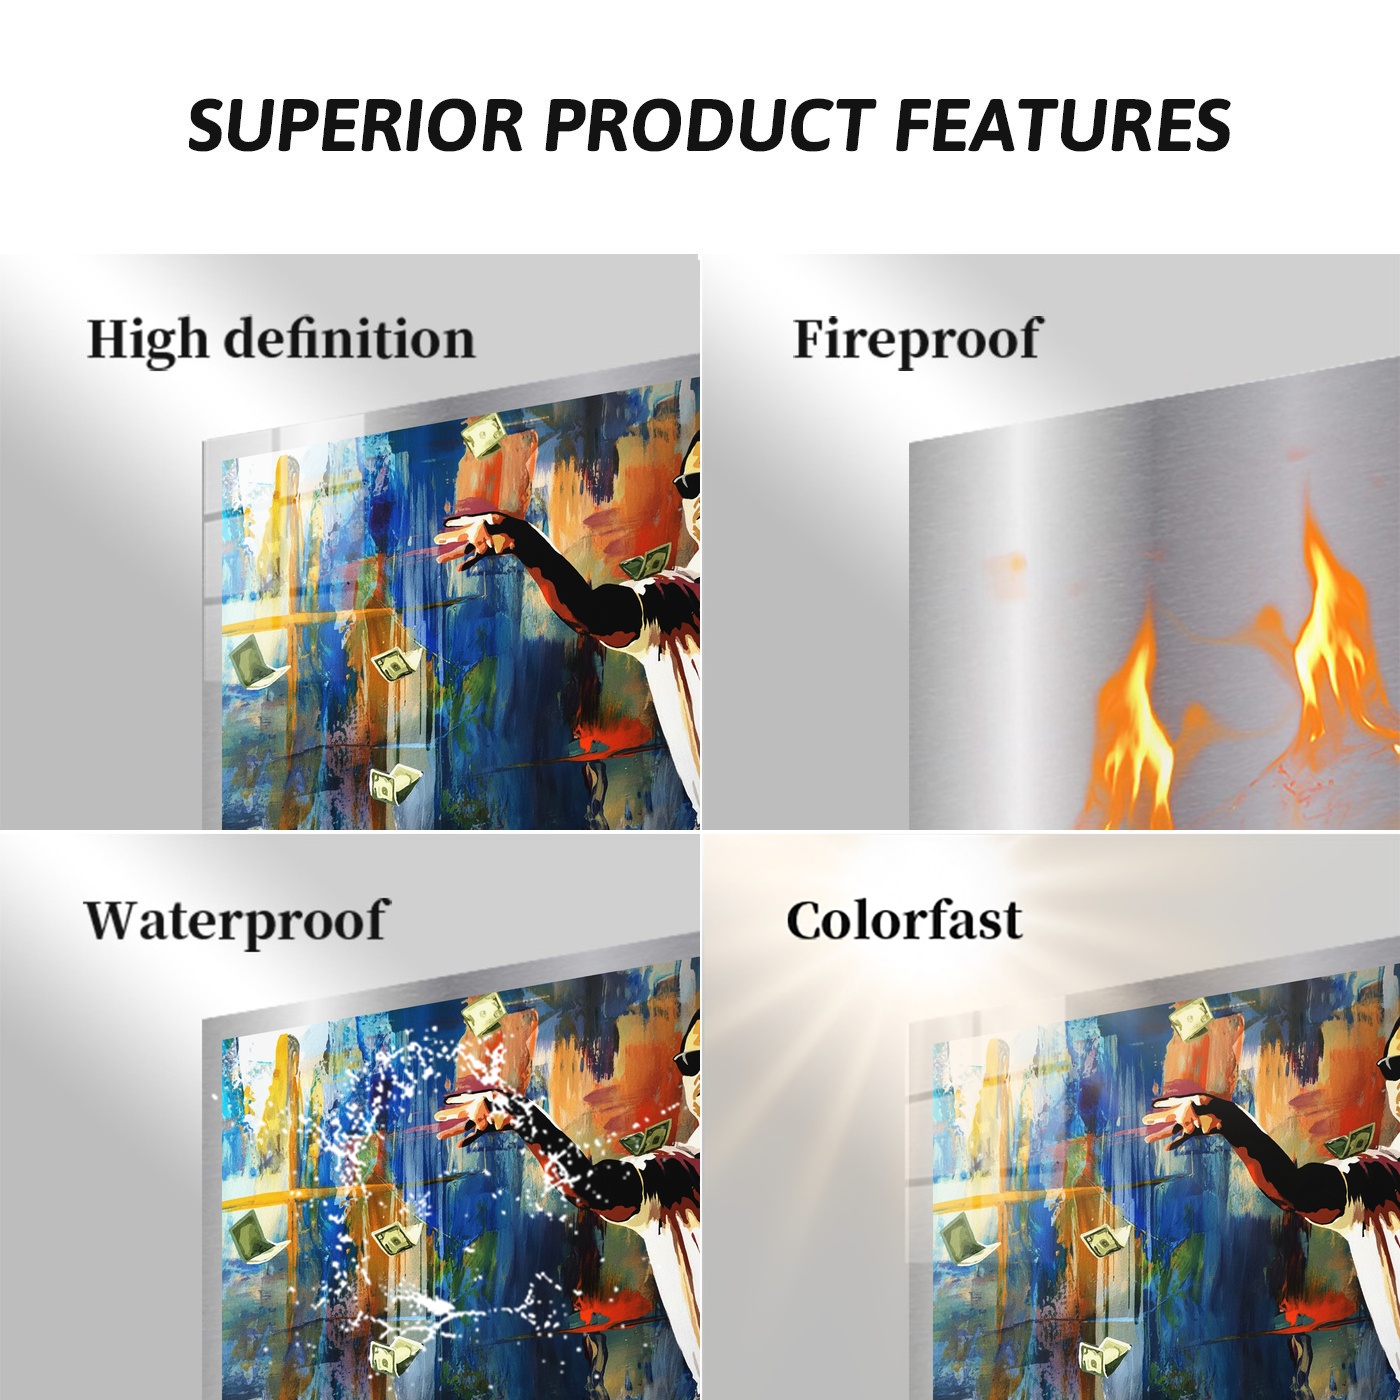 SUPERIOR PRODUCT FEATURES
High definition
Fireproof
Waterproof
Colorfast